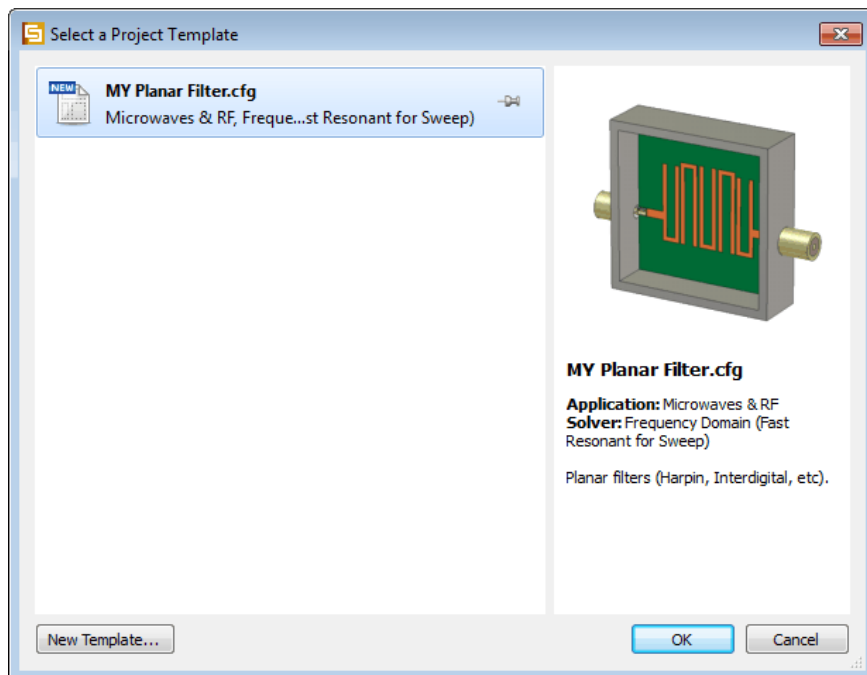 Select a Project Template
NEW
MY Planar Filter.cfg
Microwaves & RF, Freque...st Resonant for Sweep)
MY Planar Filter.cfg
Application: Microwaves & RF
Solver: Frequency Domain (Fast
Resonant for Sweep)
Planar filters (Harpin, Interdigital, etc).
New Template...
OK
Cancel